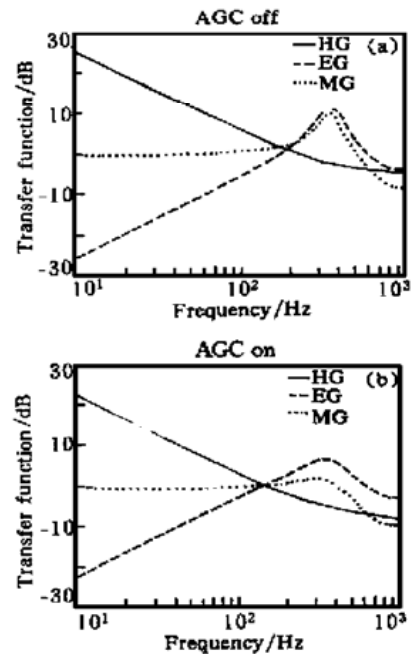 AGC off
HG (a)
EG
MG
Transfer function/dB
30
10
-10
-30
10¹ 10² 10³
Frequency/Hz
AGC on
HG (b)
EG
MG
Transfer function/dB
30
10
-10
-30
10¹ 10² 10³
Frequency/Hz